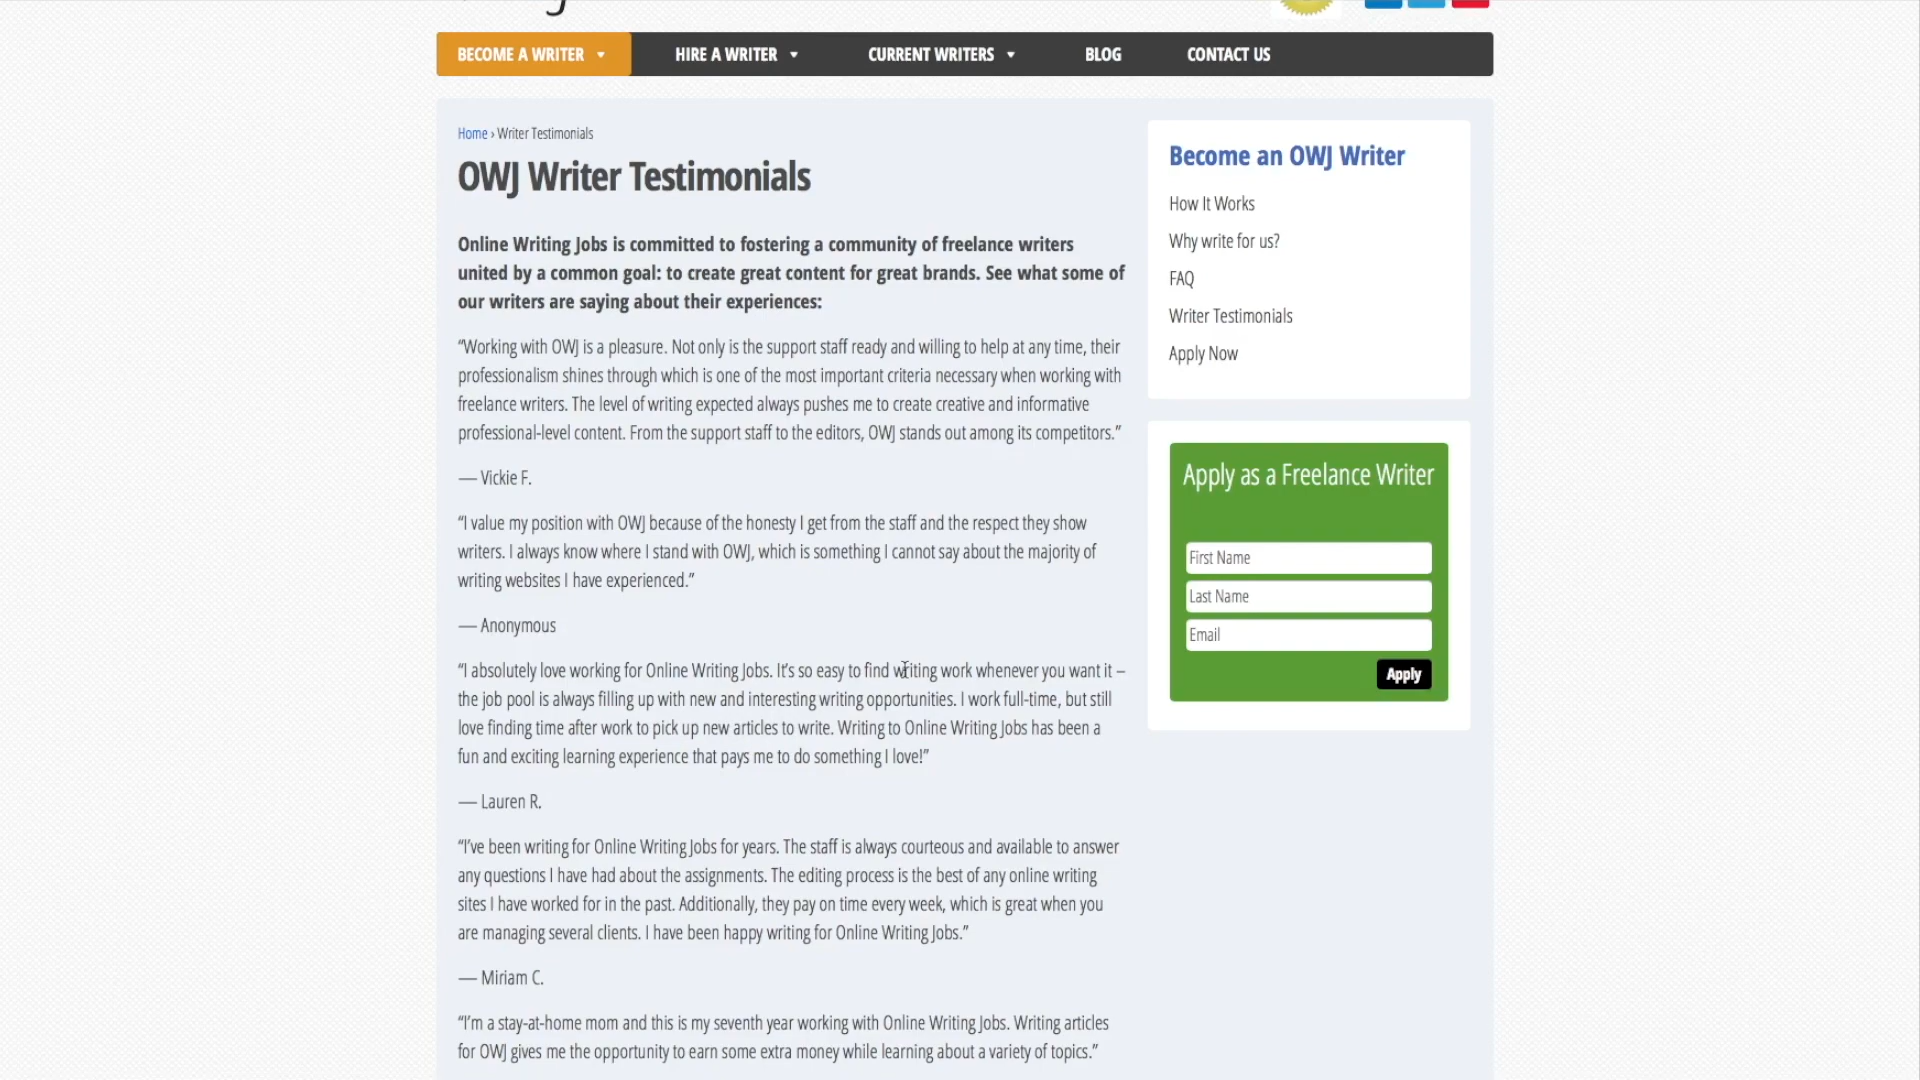 BECOME A WRITER
HIRE A WRITER
CURRENT WRITERS
BLOG
CONTACT US
Home › Writer Testimonials
OWJ Writer Testimonials
Online Writing Jobs is committed to fostering a community of freelance writers
united by a common goal: to create great content for great brands. See what some of
our writers are saying about their experiences:
“Working with OWJ is a pleasure. Not only is the support staff ready and willing to help at any time, their
professionalism shines through which is one of the most important criteria necessary when working with
freelance writers. The level of writing expected always pushes me to create creative and informative
professional-level content. From the support staff to the editors, OWJ stands out among its competitors.”
— Vickie F.
“I value my position with OWJ because of the honesty I get from the staff and the respect they show
writers. I always know where I stand with OWJ, which is something I cannot say about the majority of
writing websites I have experienced.”
— Anonymous
“I absolutely love working for Online Writing Jobs. It’s so easy to find writing work whenever you want it –
the job pool is always filling up with new and interesting writing opportunities. I work full-time, but still
love finding time after work to pick up new articles to write. Writing to Online Writing Jobs has been a
fun and exciting learning experience that pays me to do something I love!”
— Lauren R.
“I’ve been writing for Online Writing Jobs for years. The staff is always courteous and available to answer
any questions I have had about the assignments. The editing process is the best of any online writing
sites I have worked for in the past. Additionally, they pay on time every week, which is great when you
are managing several clients. I have been happy writing for Online Writing Jobs.”
— Miriam C.
“I’m a stay-at-home mom and this is my seventh year working with Online Writing Jobs. Writing articles
for OWJ gives me the opportunity to earn some extra money while learning about a variety of topics.”
Become an OWJ Writer
How It Works
Why write for us?
FAQ
Writer Testimonials
Apply Now
Apply as a Freelance Writer
First Name
Last Name
Email
Apply